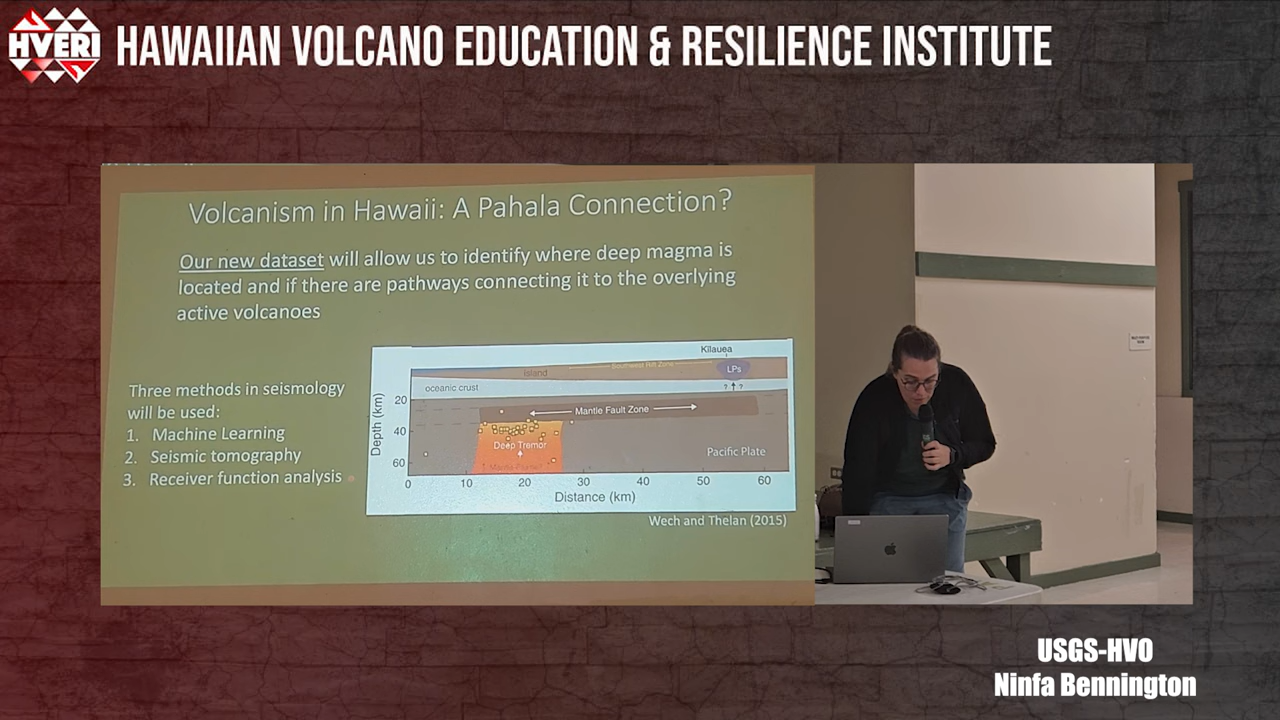 HVERI
HAWAIIAN VOLCANO EDUCATION & RESILIENCE INSTITUTE
Volcanism in Hawaii: A Pahala Connection?
Our new dataset will allow us to identify where deep magma is
located and if there are pathways connecting it to the overlying
active volcanoes
Three methods in seismology
will be used:
1. Machine Learning
2. Seismic tomography
3. Receiver function analysis
Kilauea
Southwest Rift Zone
island
LPs
oceanic crust
? ?
20
Mantle Fault Zone
Depth (km)
40
Deep Tremor
Pacific Plate
60
0 10 20 30 40 50 60
Distance (km)
Wech and Thelan (2015)
USGS-HVO
Ninfa Bennington